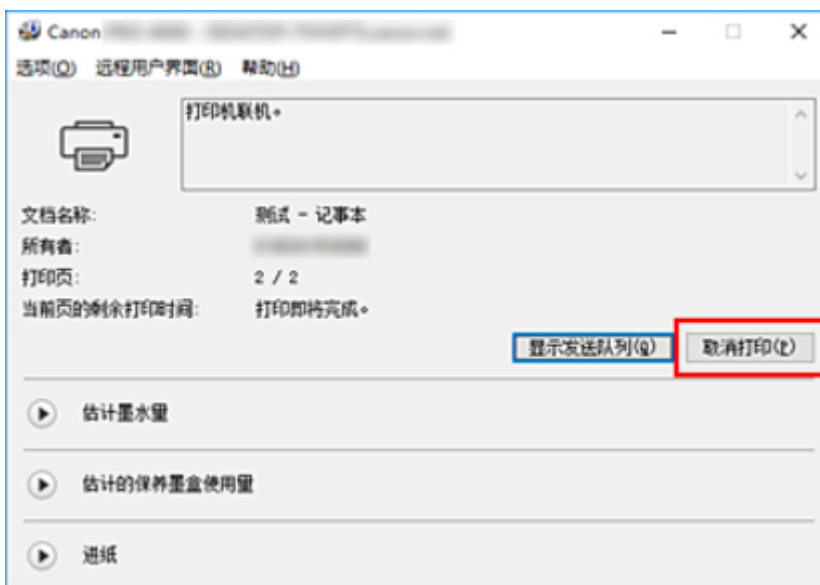 Canon
选项(O) 远程用户界面(R) 帮助(H)
打印机联机。
文档名称: 测试 - 记事本
所有者:
打印页: 2 / 2
当前页的剩余打印时间: 打印即将完成。
显示发送队列(Q) 取消打印(P)
估计墨水量
估计的保养墨盒使用量
进纸